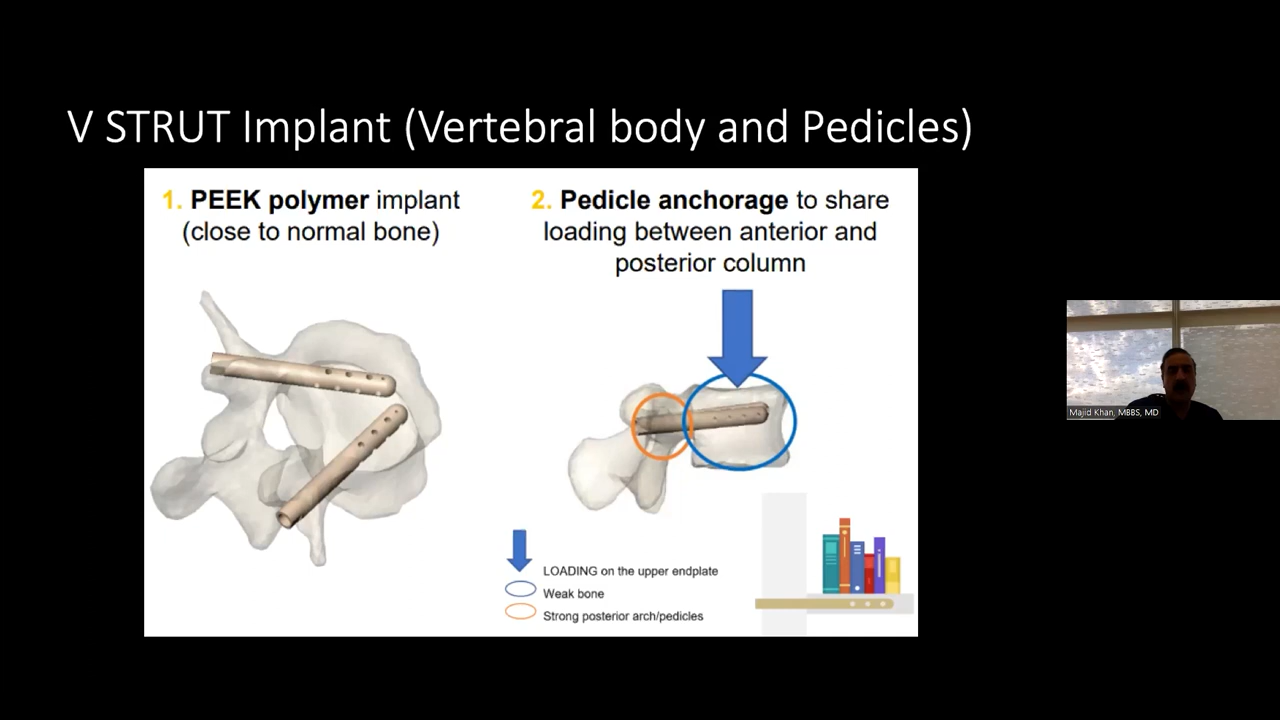 V STRUT Implant (Vertebral body and Pedicles)
1. PEEK polymer implant
(close to normal bone)
2. Pedicle anchorage to share
loading between anterior and
posterior column
LOADING on the upper endplate
Weak bone
Strong posterior arch/pedicles
Majid Khan, MBBS, MD